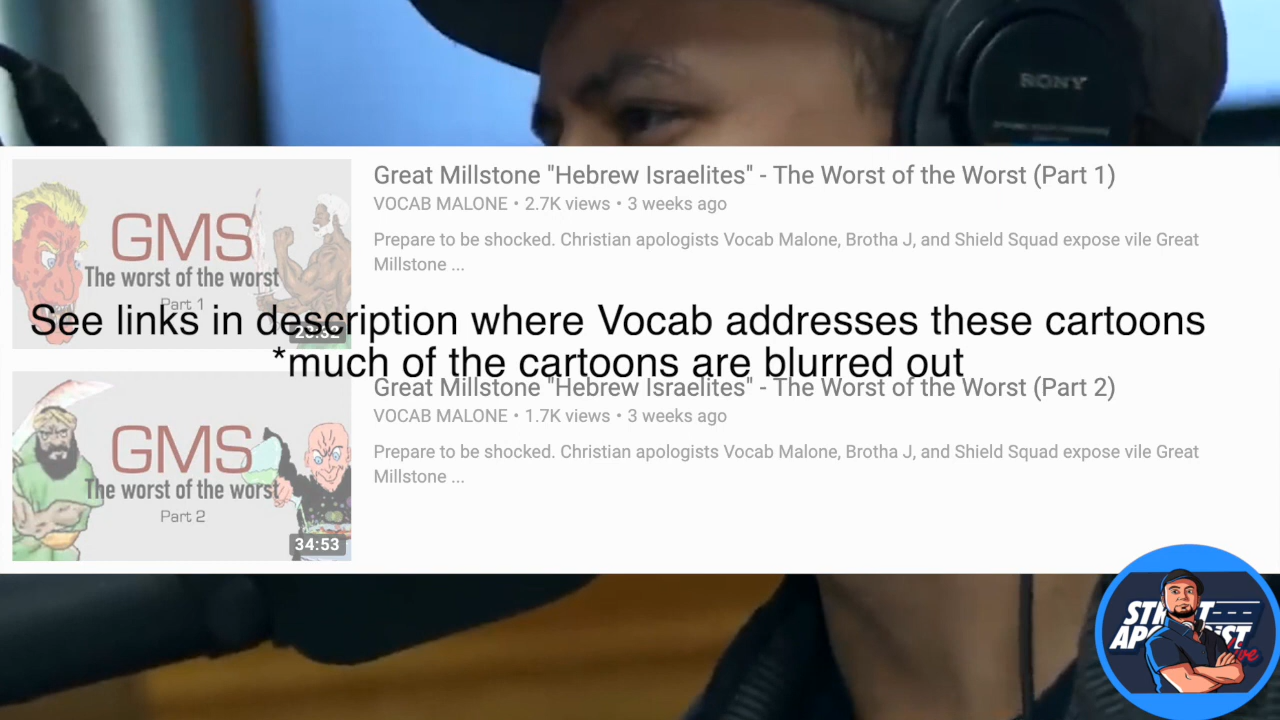 SONY
Great Millstone "Hebrew Israelites" - The Worst of the Worst (Part 1)
VOCAB MALONE • 2.7K views • 3 weeks ago
Prepare to be shocked. Christian apologists Vocab Malone, Brotha J, and Shield Squad expose vile Great
Millstone ...
GMS
The worst of the worst
Part 1
See links in description where Vocab addresses these cartoons
*much of the cartoons are blurred out
Great Millstone "Hebrew Israelites" - The Worst of the Worst (Part 2)
VOCAB MALONE • 1.7K views • 3 weeks ago
Prepare to be shocked. Christian apologists Vocab Malone, Brotha J, and Shield Squad expose vile Great
Millstone ...
GMS
The worst of the worst
Part 2
34:53